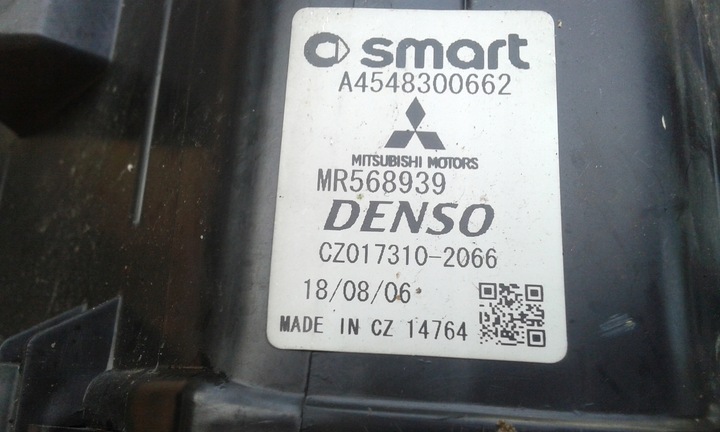 smart
A4548300662
MITSUBISHI MOTORS
MR568939
DENSO
CZ017310-2066
18/08/06
MADE IN CZ 14764